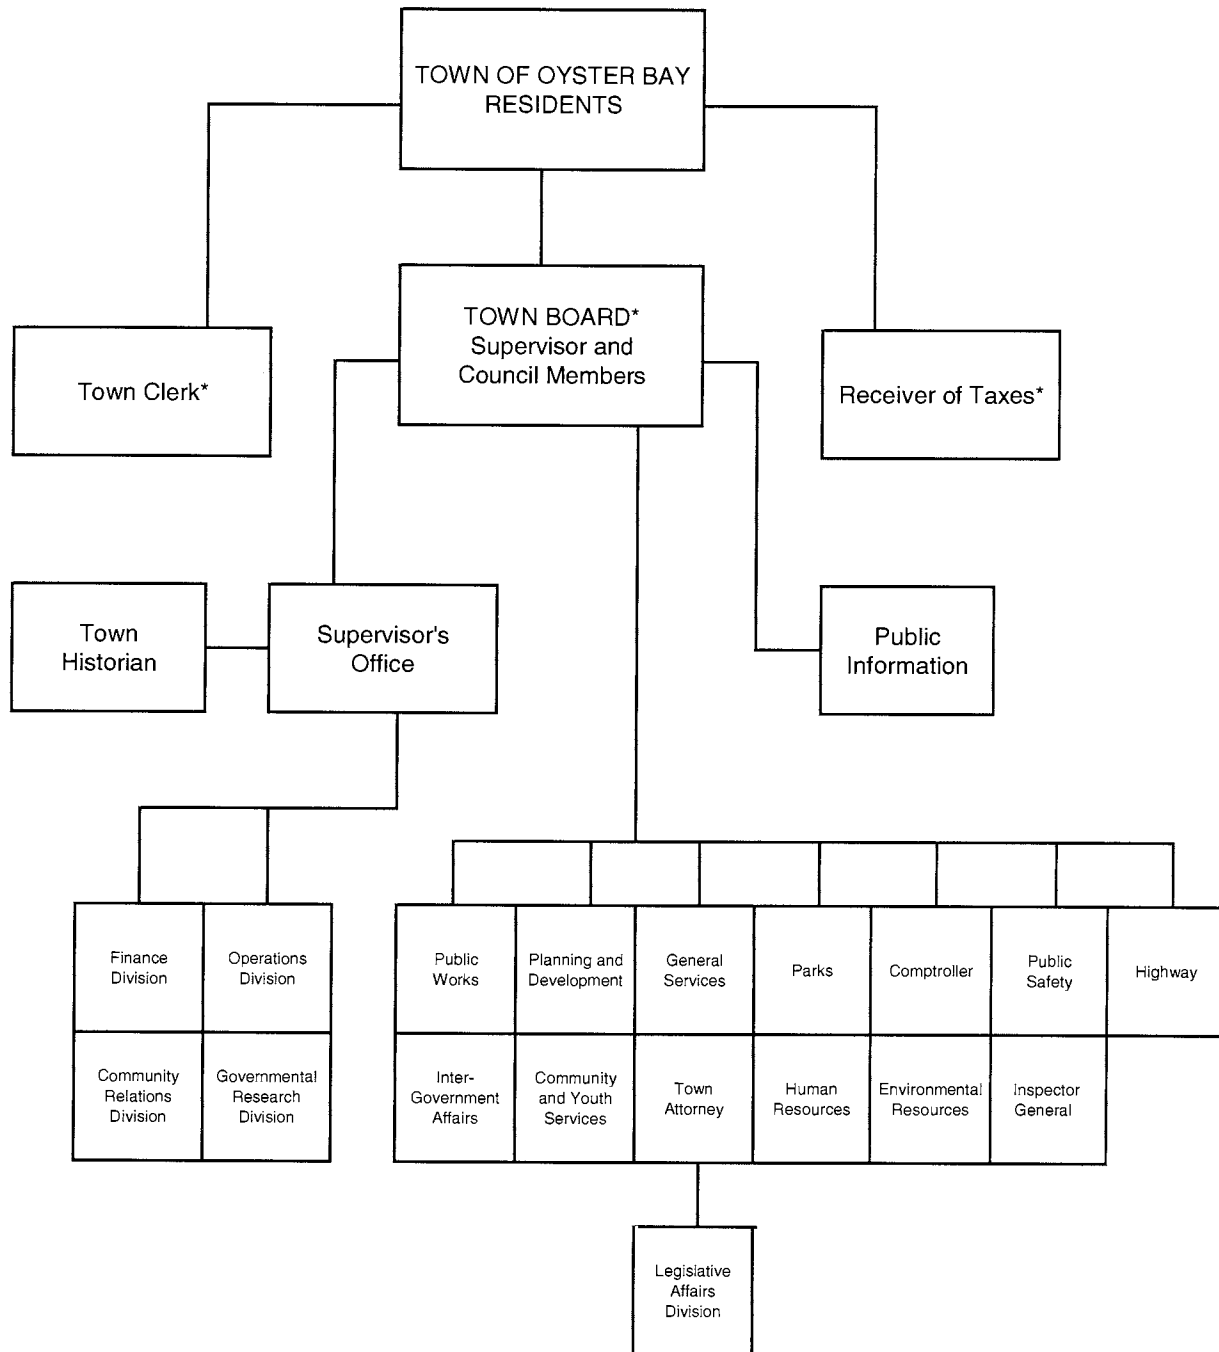 TOWN OF OYSTER BAY
RESIDENTS
TOWN BOARD*
Supervisor and
Council Members
Town Clerk*
Receiver of Taxes*
Town
Historian
Supervisor's
Office
Public
Information
Finance
Division
Operations
Division
Community
Relations
Division
Governmental
Research
Division
Public
Works
Planning and
Development
General
Services
Parks
Comptroller
Public
Safety
Highway
Inter-
Government
Affairs
Community
and Youth
Services
Town
Attorney
Human
Resources
Environmental
Resources
Inspector
General
Legislative
Affairs
Division